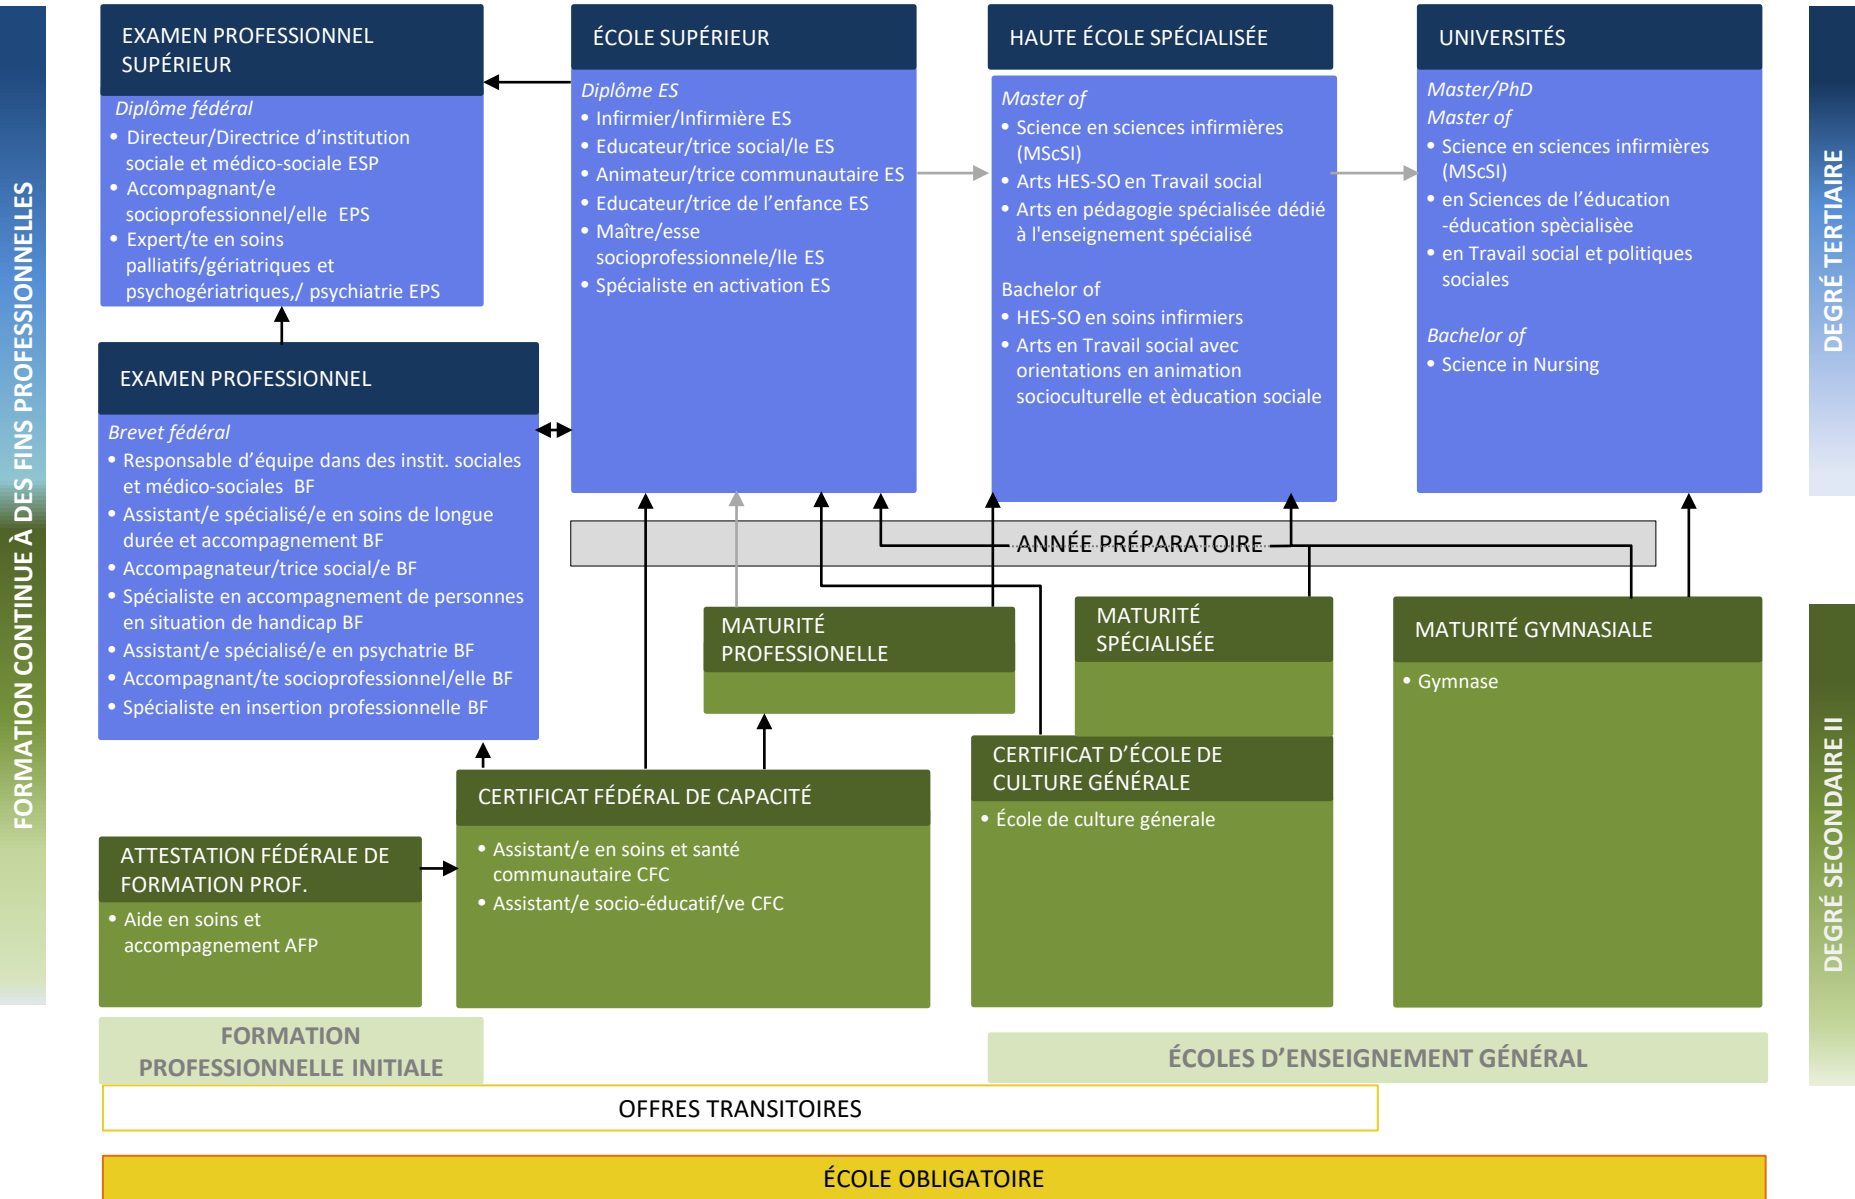 FORMATION CONTINUE À DES FINS PROFESSIONNELLES
EXAMEN PROFESSIONNEL
SUPÉRIEUR
Diplôme fédéral
• Directeur/Directrice d'institution
sociale et médico-sociale ESP
• Accompagnant/e
socioprofessionnel/elle EPS
• Expert/te en soins
palliatifs/gériatriques et
psychogériatriques,/ psychiatrie EPS
EXAMEN PROFESSIONNEL
Brevet fédéral
• Responsable d'équipe dans des instit. sociales
et médico-sociales BF
• Assistant/e spécialisé/e en soins de longue
durée et accompagnement BF
• Accompagnateur/trice social/e BF
• Spécialiste en accompagnement de personnes
en situation de handicap BF
• Assistant/e spécialisé/e en psychatrie BF
• Accompagnant/te socioprofessionnel/elle BF
• Spécialiste en insertion professionnelle BF
ÉCOLE SUPÉRIEUR
Diplôme ES
• Infirmier/Infirmière ES
• Educateur/trice social/le ES
• Animateur/trice communautaire ES
• Educateur/trice de l'enfance ES
• Maître/esse
socioprofessionnele/lle ES
• Spécialiste en activation ES
HAUTE ÉCOLE SPÉCIALISÉE
Master of
• Science en sciences infirmières
(MScSI)
• Arts HES-SO en Travail social
• Arts en pédagogie spécialisée dédié
à l'enseignement spécialisé
Bachelor of
• HES-SO en soins infirmiers
• Arts en Travail social avec
orientations en animation
socioculturelle et èducation sociale
UNIVERSITÉS
Master/PhD
Master of
• Science en sciences infirmières
(MScSI)
• en Sciences de l'éducation
-éducation spècialisèe
• en Travail social et politiques
sociales
Bachelor of
• Science in Nursing
DEGRÉ TERTIAIRE
ANNÉE PRÉPARATOIRE
MATURITÉ
PROFESSIONELLE
MATURITÉ
SPÉCIALISÉE
MATURITÉ GYMNASIALE
• Gymnase
CERTIFICAT D'ÉCOLE DE
CULTURE GÉNÉRALE
• École de culture génerale
CERTIFICAT FÉDÉRAL DE CAPACITÉ
• Assistant/e en soins et santé
communautaire CFC
• Assistant/e socio-éducatif/ve CFC
ATTESTATION FÉDÉRALE DE
FORMATION PROF.
• Aide en soins et
accompagnement AFP
DEGRÉ SECONDAIRE II
FORMATION
PROFESSIONNELLE INITIALE
ÉCOLES D'ENSEIGNEMENT GÉNÉRAL
OFFRES TRANSITOIRES
ÉCOLE OBLIGATOIRE